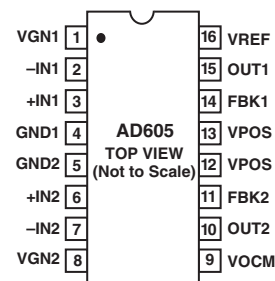 VGN1 1 16 VREF
–IN1 2 15 OUT1
+IN1 3 14 FBK1
GND1 4 AD605 13 VPOS
GND2 5 TOP VIEW 12 VPOS
(Not to Scale)
+IN2 6 11 FBK2
–IN2 7 10 OUT2
VGN2 8 9 VOCM